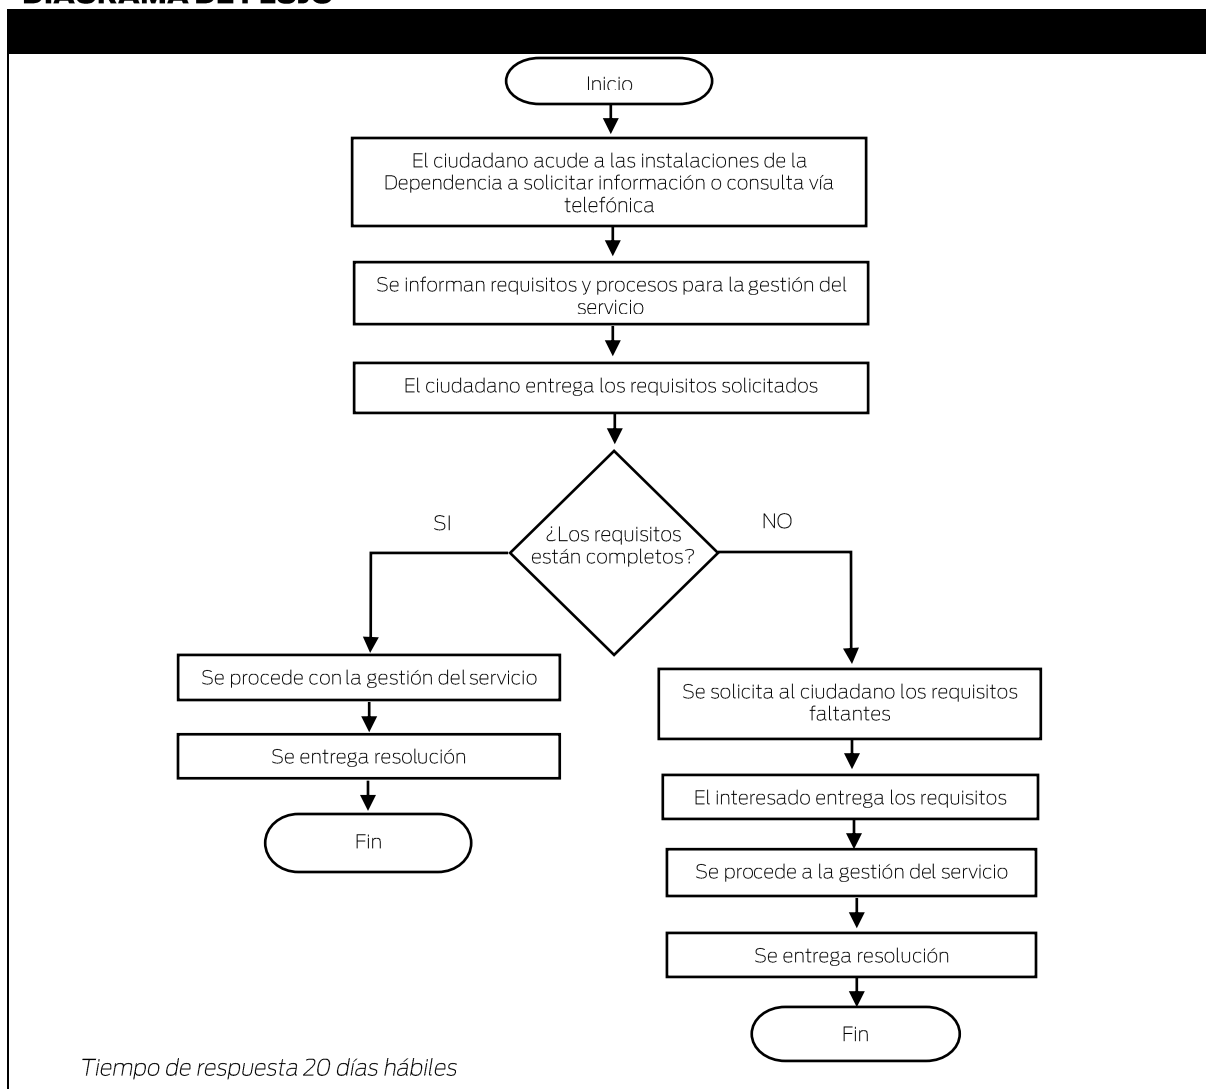 DIAGRAMA DE FLUJO
Inicio
El ciudadano acude a las instalaciones de la
Dependencia a solicitar información o consulta vía
telefónica
Se informan requisitos y procesos para la gestión del
servicio
El ciudadano entrega los requisitos solicitados
¿Los requisitos
están completos?
SI
NO
Se procede con la gestión del servicio
Se entrega resolución
Fin
Se solicita al ciudadano los requisitos
faltantes
El interesado entrega los requisitos
Se procede a la gestión del servicio
Se entrega resolución
Fin
Tiempo de respuesta 20 días hábiles